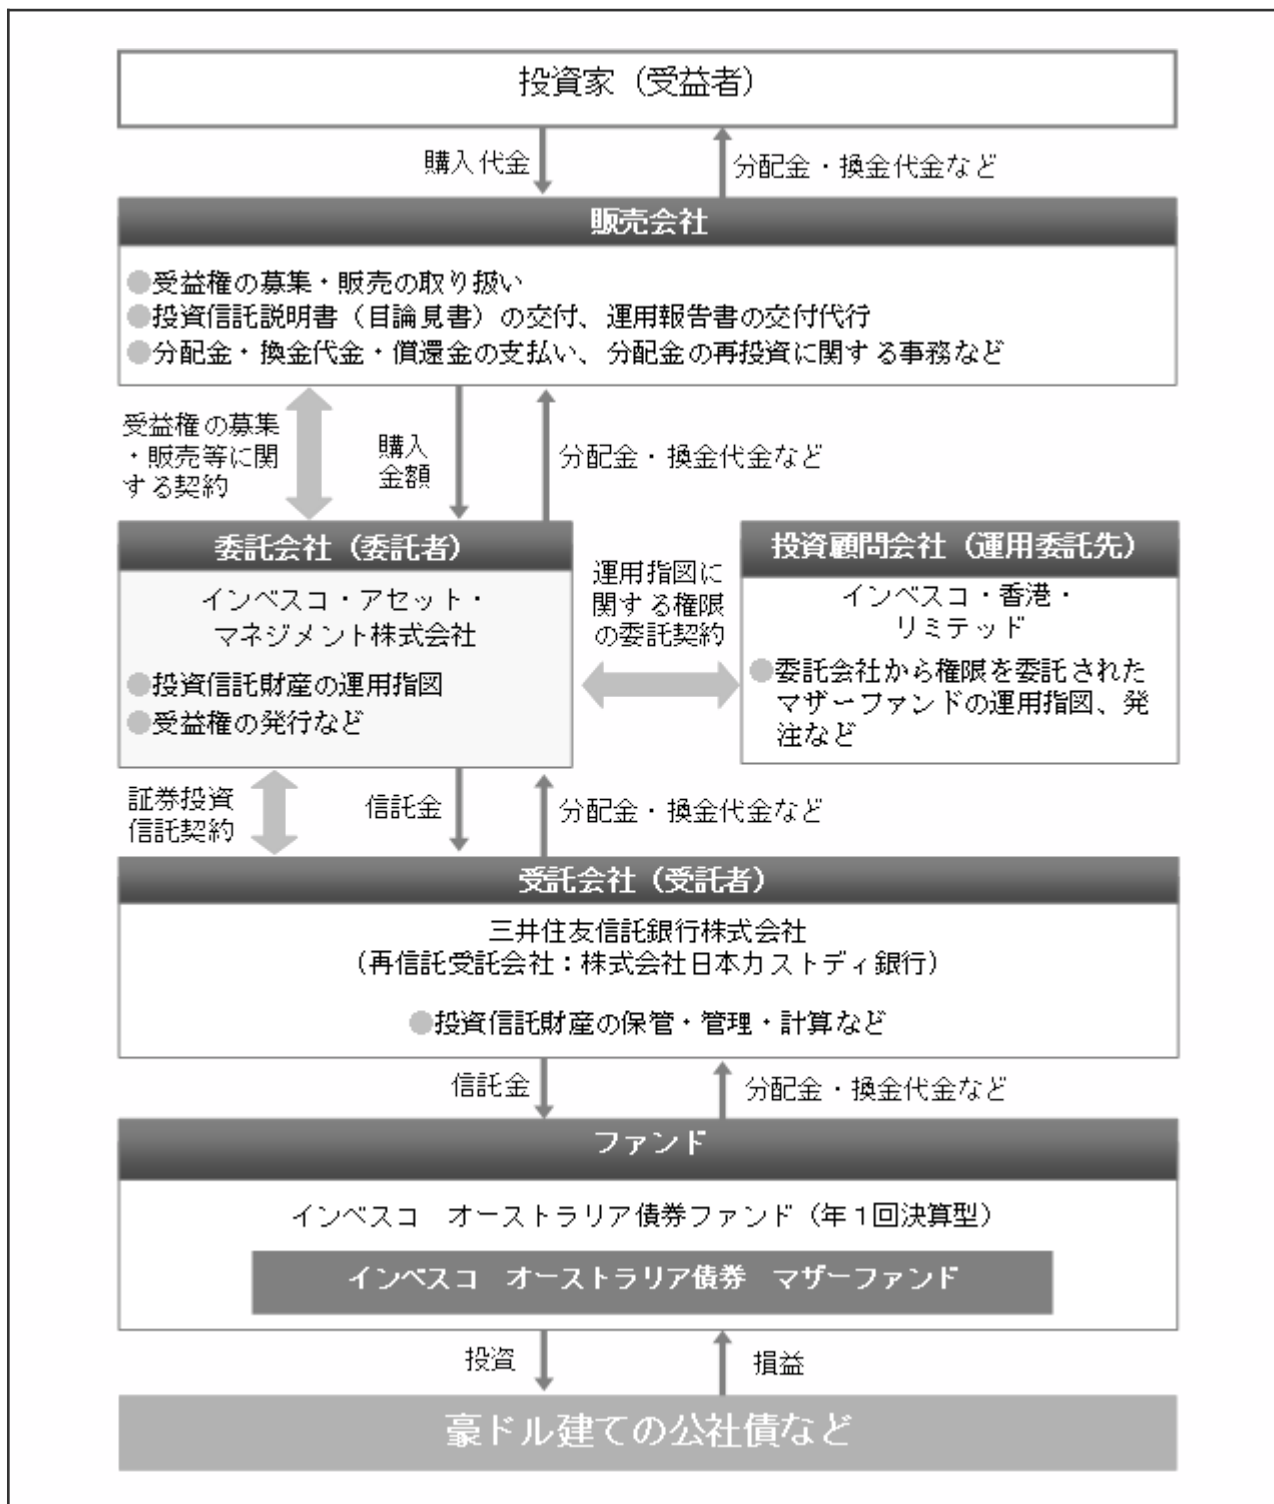 投資家（受益者）
購入代金
分配金・換金代金など
販売会社
●受益権の募集・販売の取り扱い
●投資信託説明書（目論見書）の交付、運用報告書の交付代行
●分配金・換金代金・償還金の支払い、分配金の再投資に関する事務など
受益権の募集
・販売等に関
する契約
購入
金額
分配金・換金代金など
委託会社（委託者）
インベスコ・アセット・
マネジメント株式会社
●投資信託財産の運用指図
●受益権の発行など
運用指図に
関する権限
の委託契約
投資顧問会社（運用委託先）
インベスコ・香港・
リミテッド
●委託会社から権限を委託された
マザーファンドの運用指図、発
注など
証券投資
信託契約
信託金
分配金・換金代金など
受託会社（受託者）
三井住友信託銀行株式会社
（再信託受託会社：株式会社日本カストディ銀行）
●投資信託財産の保管・管理・計算など
信託金
分配金・換金代金など
ファンド
インベスコ　オーストラリア債券ファンド（年１回決算型）
インベスコ　オーストラリア債券　マザーファンド
投資
損益
豪ドル建ての公社債など